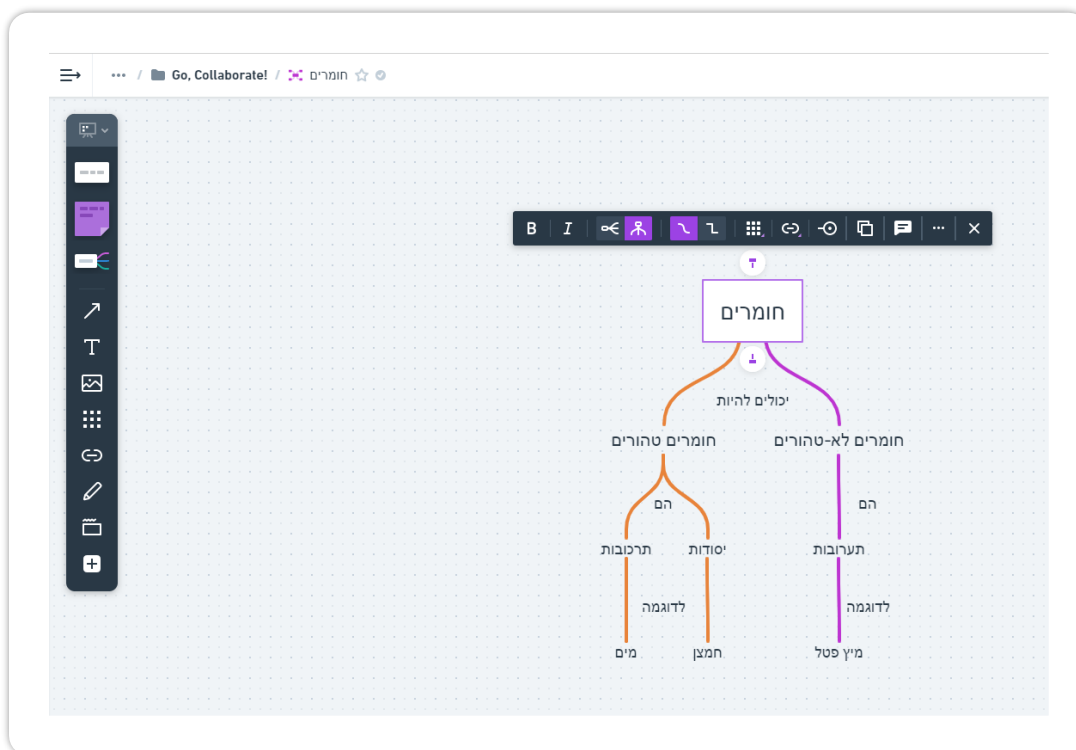 ... / Go, Collaborate! / חומרים
B I ...
חומרים
יכולים להיות
חומרים לא-טהורים חומרים טהורים
הם הם
תערובות יסודות תרכובות
לדוגמה לדוגמה
מיץ פטל חמצן מים